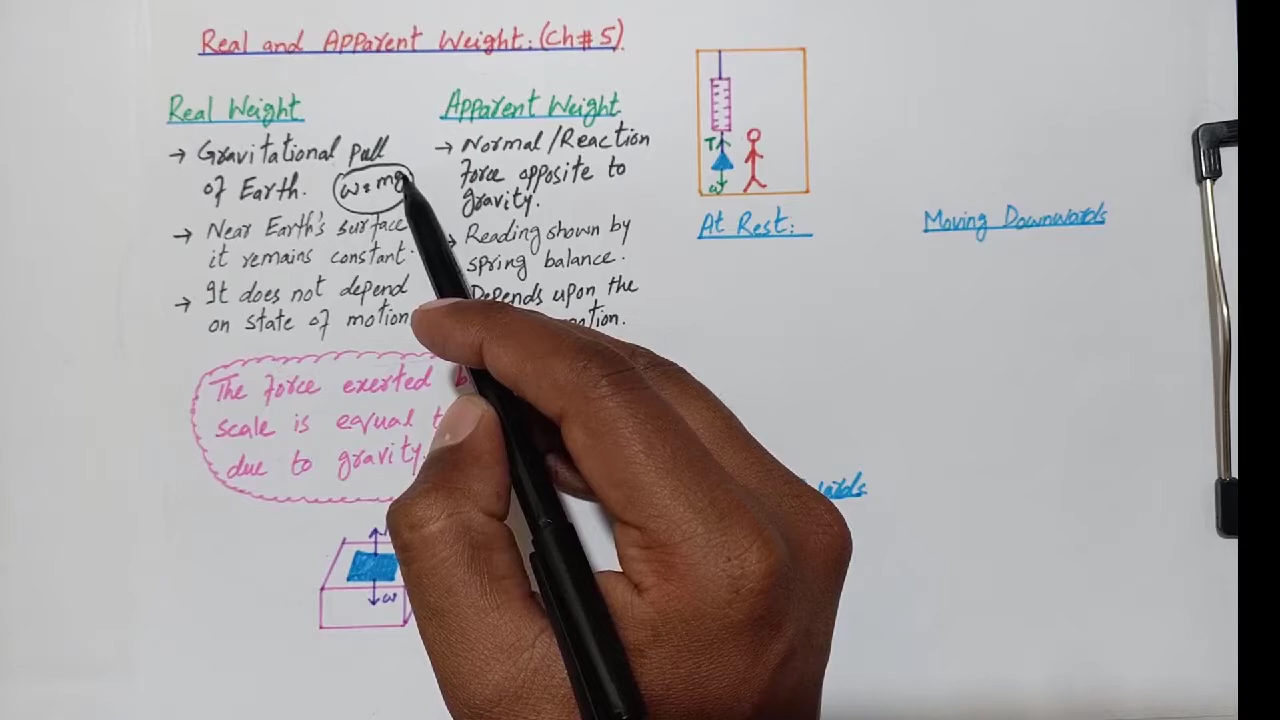 Real and Apparent Weight: (Ch# 5)
Real Weight
→ Gravitational pull
of Earth. w = mg
→ Near Earth's surface
it remains constant.
→ It does not depend
on state of motion
Apparent Weight
→ Normal/Reaction
force opposite to
gravity.
Reading shown by
spring balance.
Depends upon the
The force exerted
scale is equal
due to gravity.
w
T
w
At Rest:
Moving Downwards